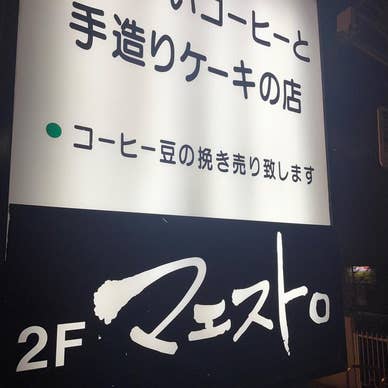 いコーヒーと
手造りケーキの店
コーヒー豆の挽き売り致します
2F マエストロ